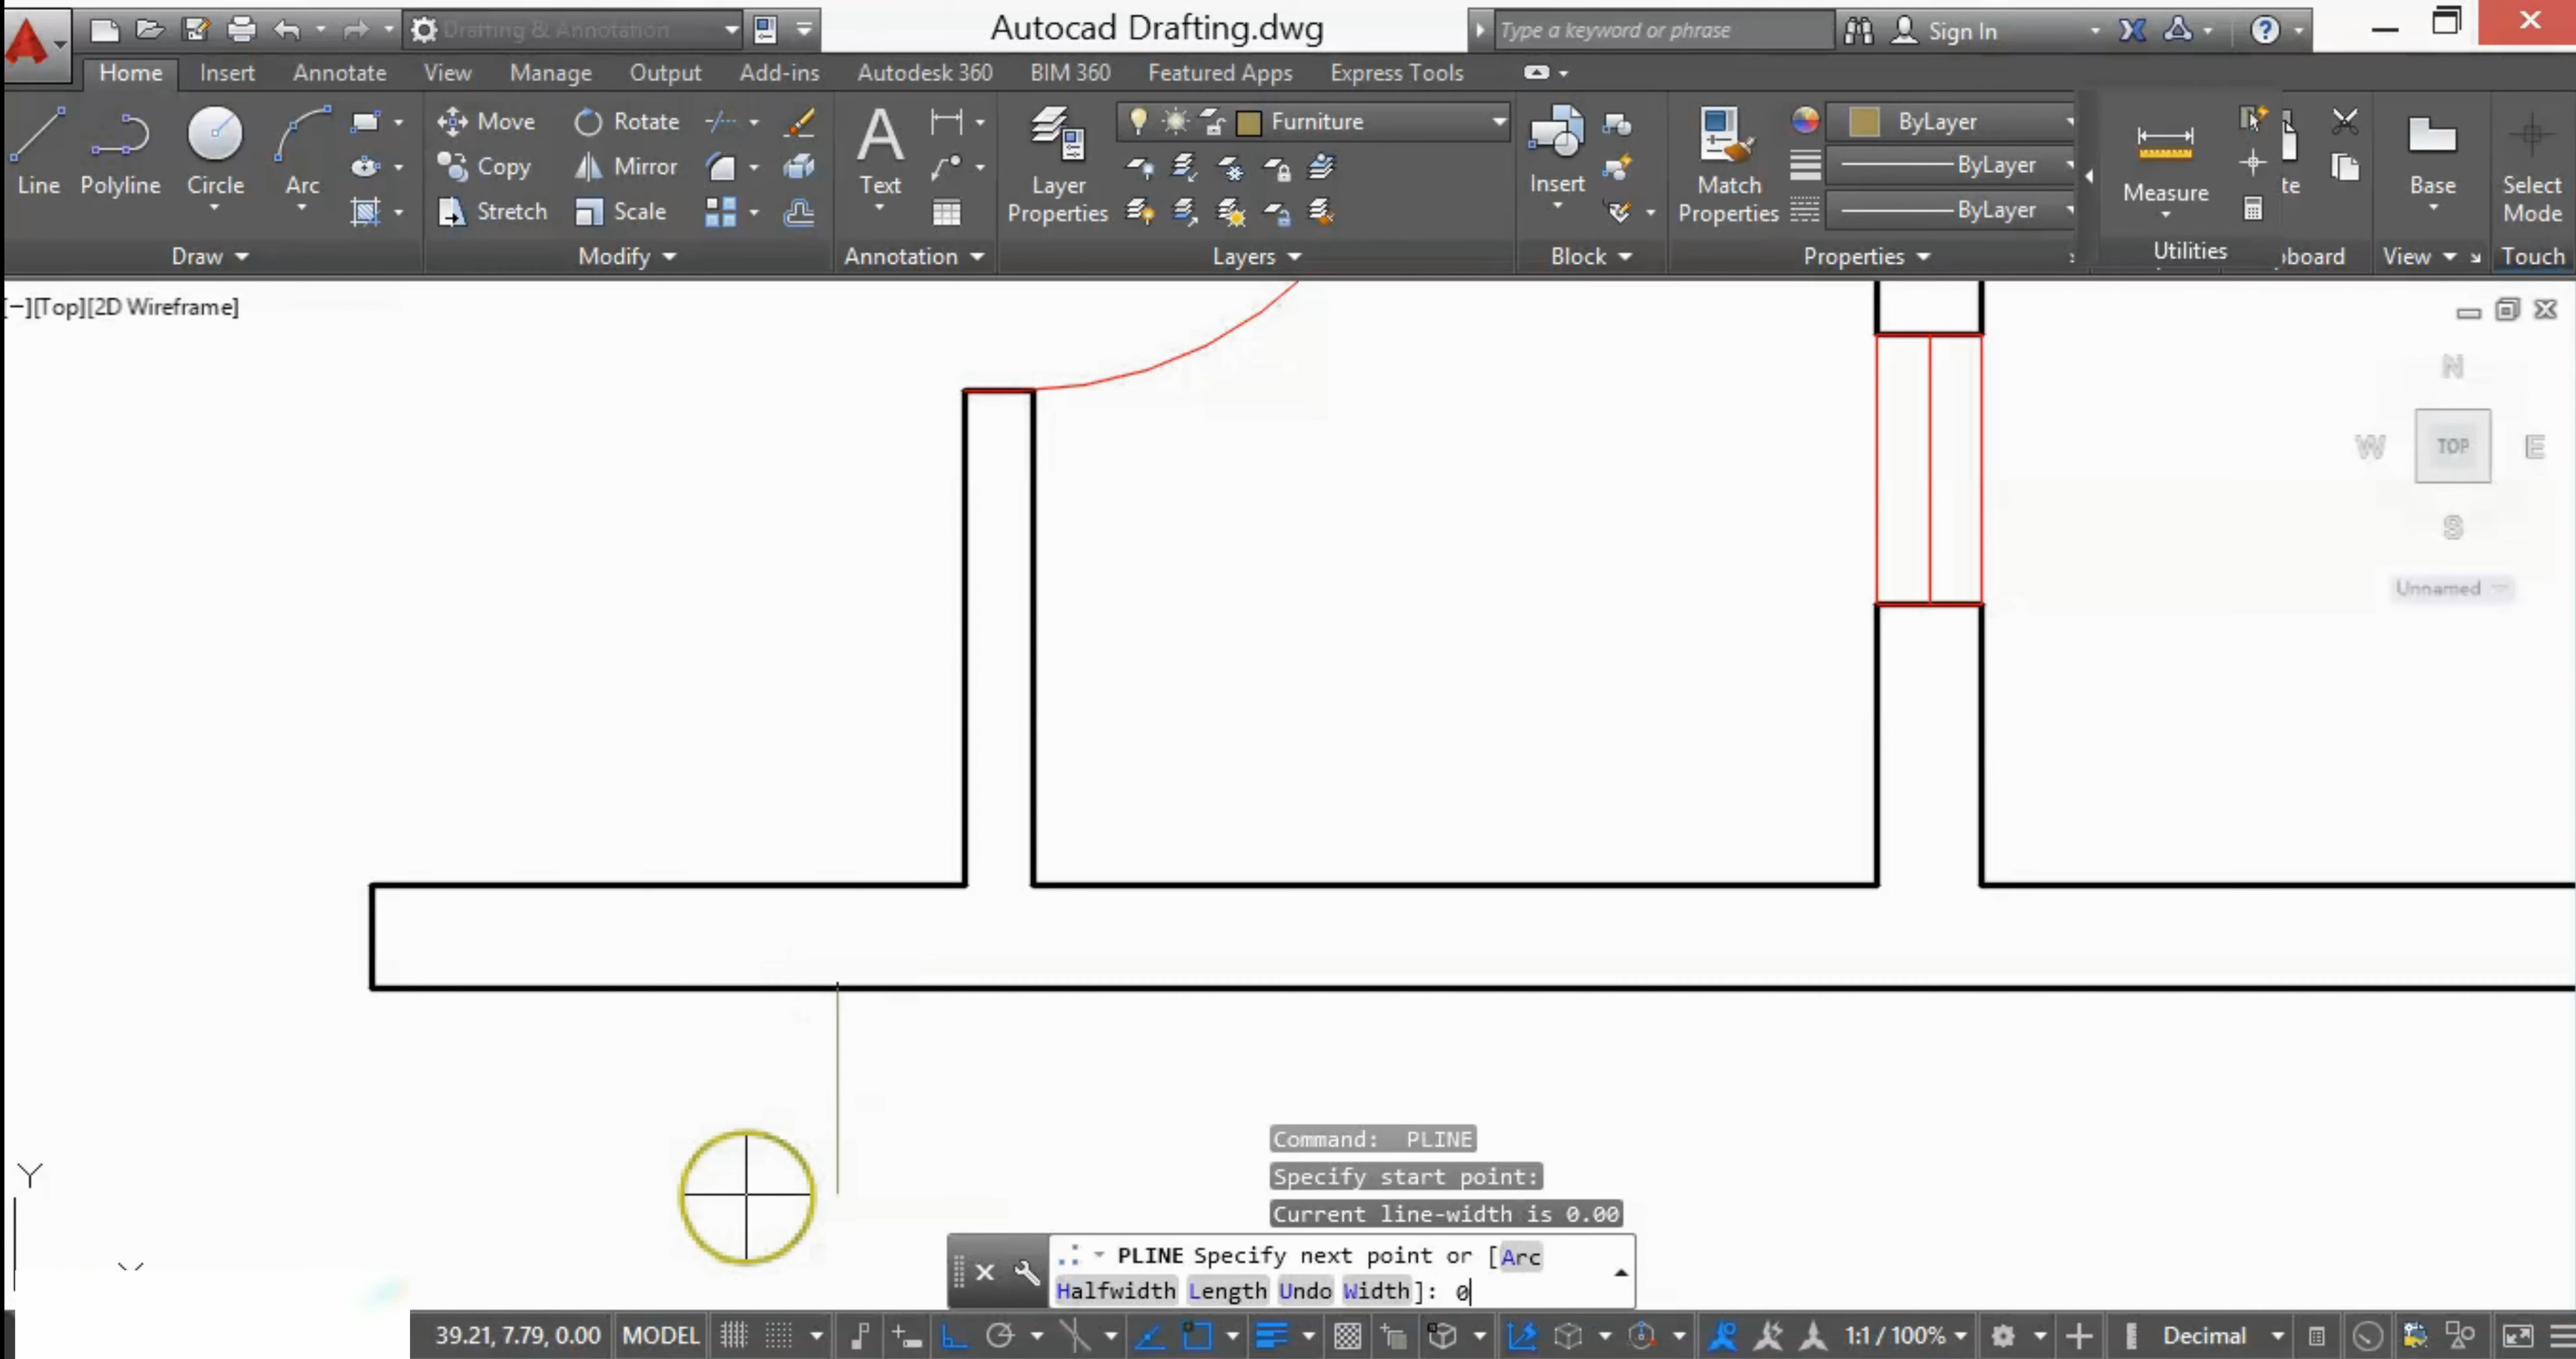 Autocad Drafting.dwg
Drafting & Annotation
Type a keyword or phrase
Sign In
Home Insert Annotate View Manage Output Add-ins Autodesk 360 BIM 360 Featured Apps Express Tools
Line Polyline Circle Arc
Move Rotate
Copy Mirror
Stretch Scale
Text
Layer Properties
Furniture
Insert
Match Properties
ByLayer
ByLayer
ByLayer
Measure
te
Base
Select Mode
Draw Modify Annotation Layers Block Properties Utilities board View Touch
[−][Top][2D Wireframe]
N
W TOP E
S
Unnamed
Y
Command: PLINE
Specify start point:
Current line-width is 0.00
PLINE Specify next point or [Arc
Halfwidth Length Undo Width]: 0
39.21, 7.79, 0.00 MODEL 1:1 / 100% Decimal